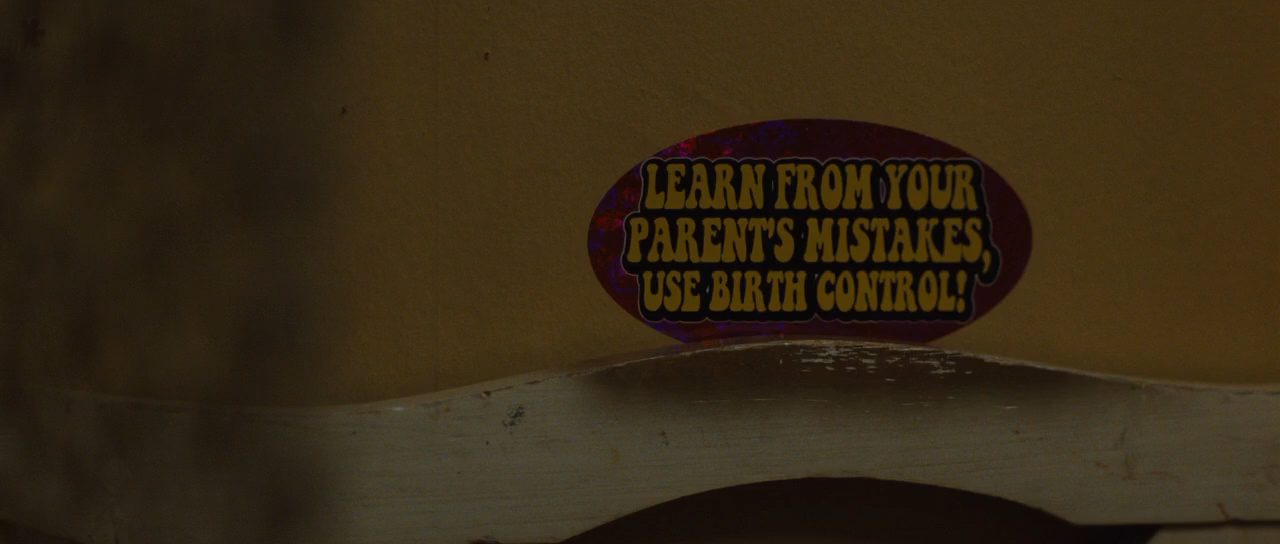 LEARN FROM YOUR
PARENT'S MISTAKES,
USE BIRTH CONTROL!